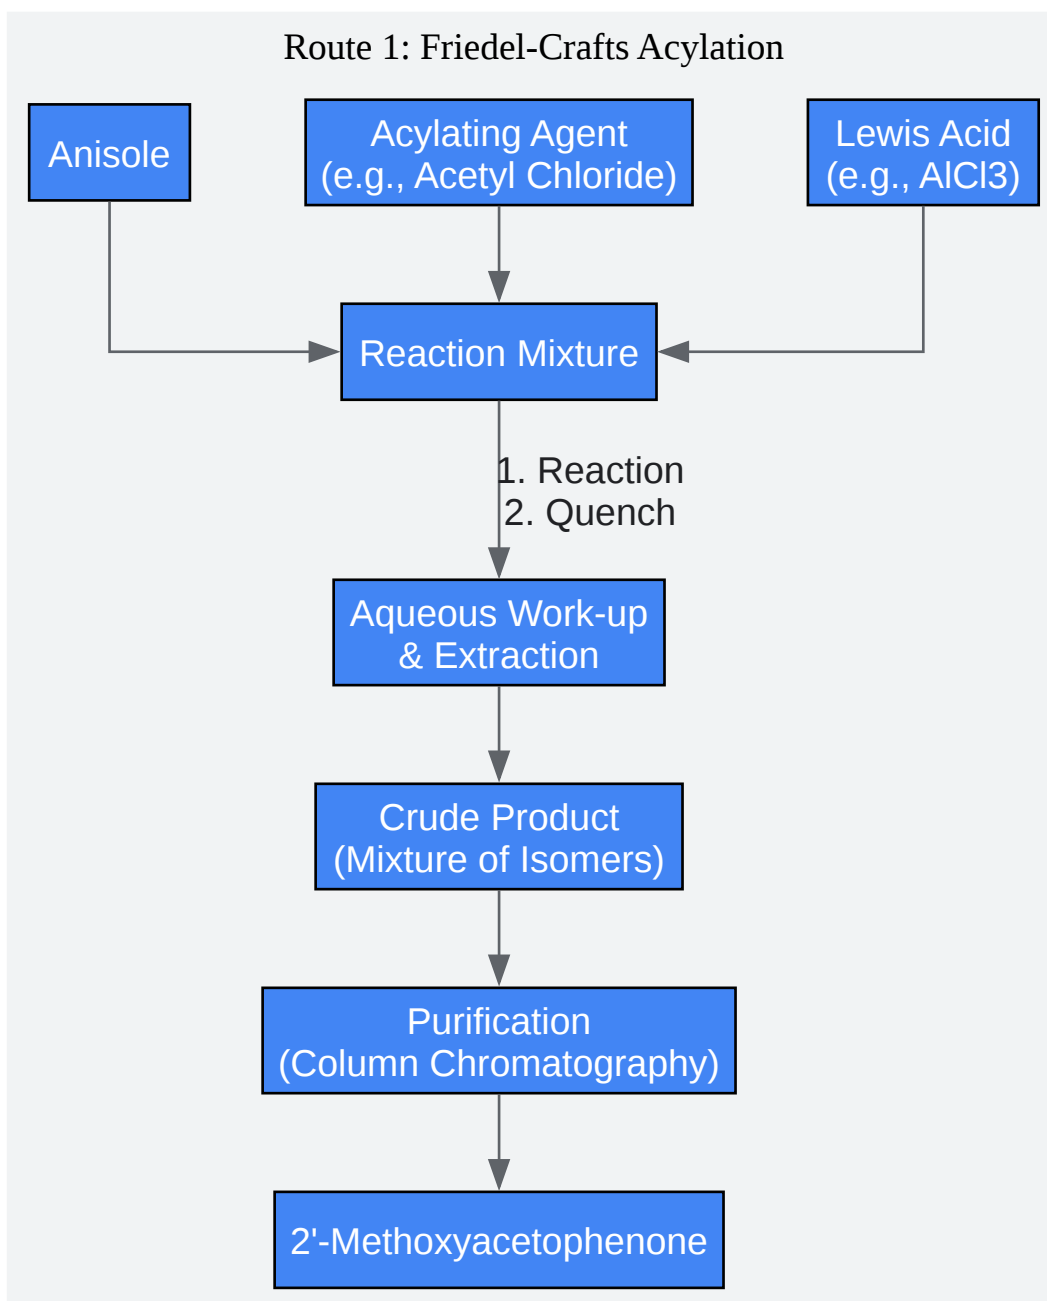 Route 1: Friedel-Crafts Acylation
Anisole
Acylating Agent
(e.g., Acetyl Chloride)
Lewis Acid
(e.g., AlCl3)
Reaction Mixture
1. Reaction
2. Quench
Aqueous Work-up
& Extraction
Crude Product
(Mixture of Isomers)
Purification
(Column Chromatography)
2'-Methoxyacetophenone